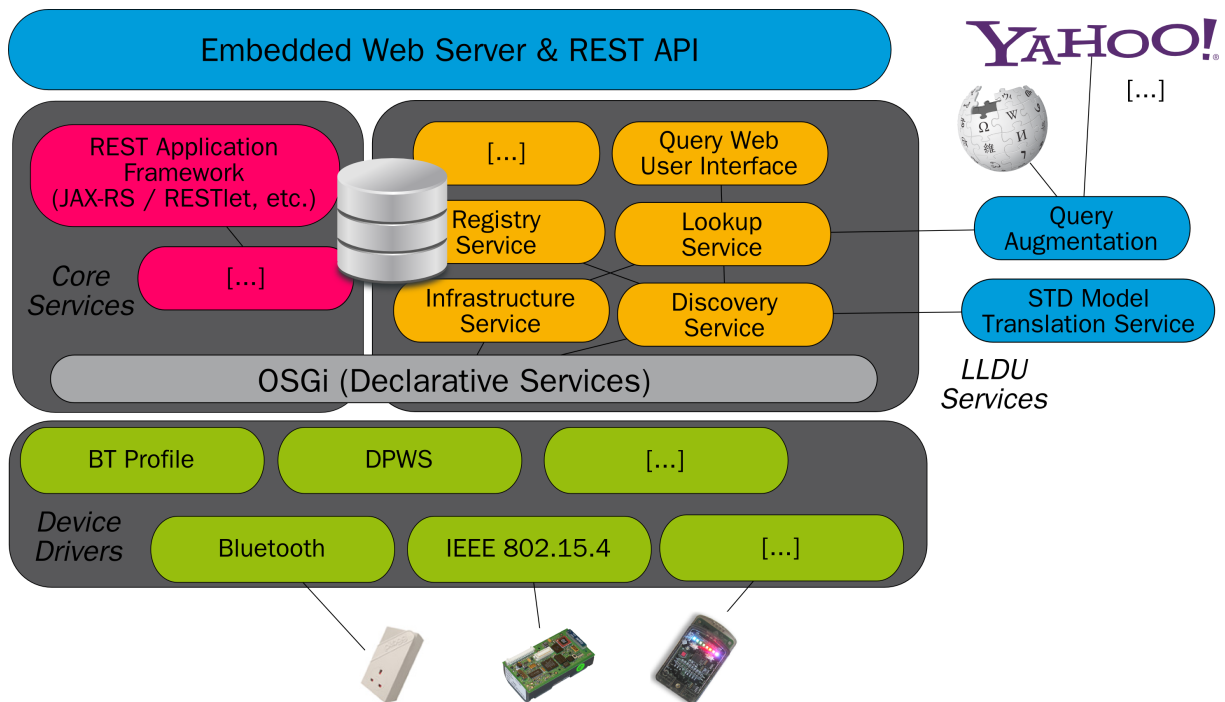 Embedded Web Server & REST API
YAHOO!
[...]
REST Application
Framework
(JAX-RS / RESTlet, etc.)
[...]
Core
Services
[...]
Query Web
User Interface
Registry
Service
Lookup
Service
Infrastructure
Service
Discovery
Service
OSGi (Declarative Services)
Ω
W
И
維
Query
Augmentation
STD Model
Translation Service
LLDU
Services
BT Profile
DPWS
[...]
Device
Drivers
Bluetooth
IEEE 802.15.4
[...]